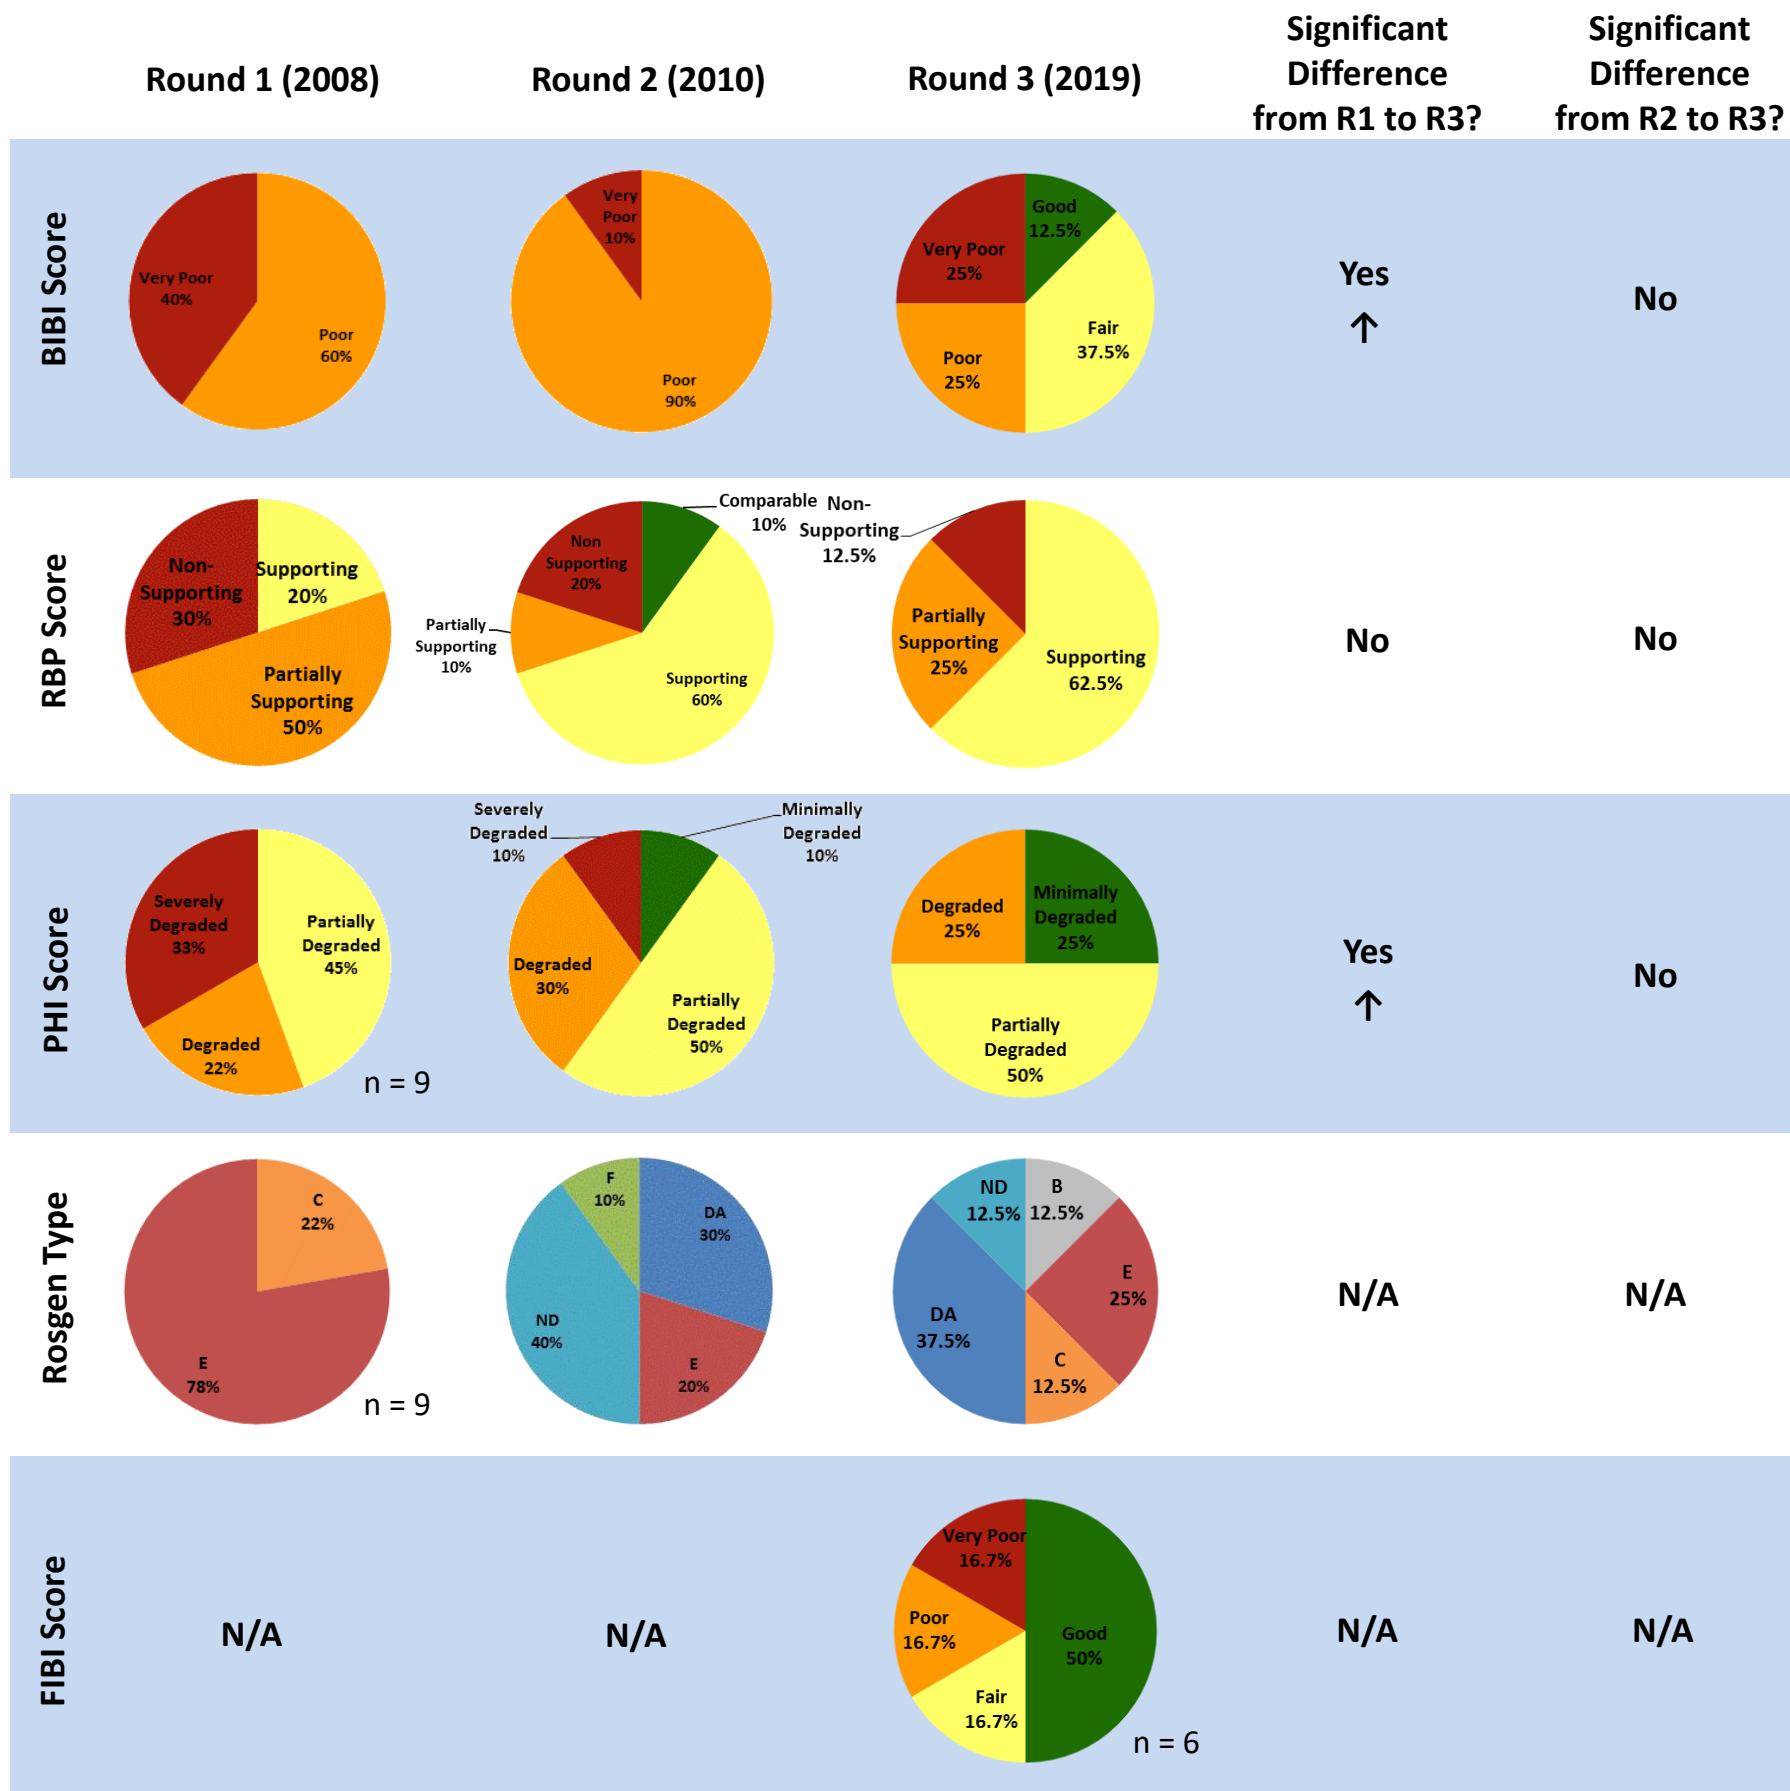 Round 1 (2008)
Round 2 (2010)
Round 3 (2019)
Significant
Difference
from R1 to R3?
Significant
Difference
from R2 to R3?
BIBI Score
Very Poor
40%
Poor
60%
Very
Poor
10%
Poor
90%
Good
12.5%
Very Poor
25%
Fair
37.5%
Poor
25%
Yes
↑
No
RBP Score
Non-
Supporting
30%
Supporting
20%
Partially
Supporting
50%
Comparable
10%
Non
Supporting
20%
Partially
Supporting
10%
Supporting
60%
Non-
Supporting
12.5%
Partially
Supporting
25%
Supporting
62.5%
No
No
PHI Score
Severely
Degraded
33%
Partially
Degraded
45%
Degraded
22%
n = 9
Severely
Degraded
10%
Minimally
Degraded
10%
Degraded
30%
Partially
Degraded
50%
Degraded
25%
Minimally
Degraded
25%
Partially
Degraded
50%
Yes
↑
No
Rosgen Type
C
22%
E
78%
n = 9
F
10%
DA
30%
ND
40%
E
20%
ND
12.5%
B
12.5%
E
25%
DA
37.5%
C
12.5%
N/A
N/A
FIBI Score
N/A
N/A
Very Poor
16.7%
Poor
16.7%
Good
50%
Fair
16.7%
n = 6
N/A
N/A